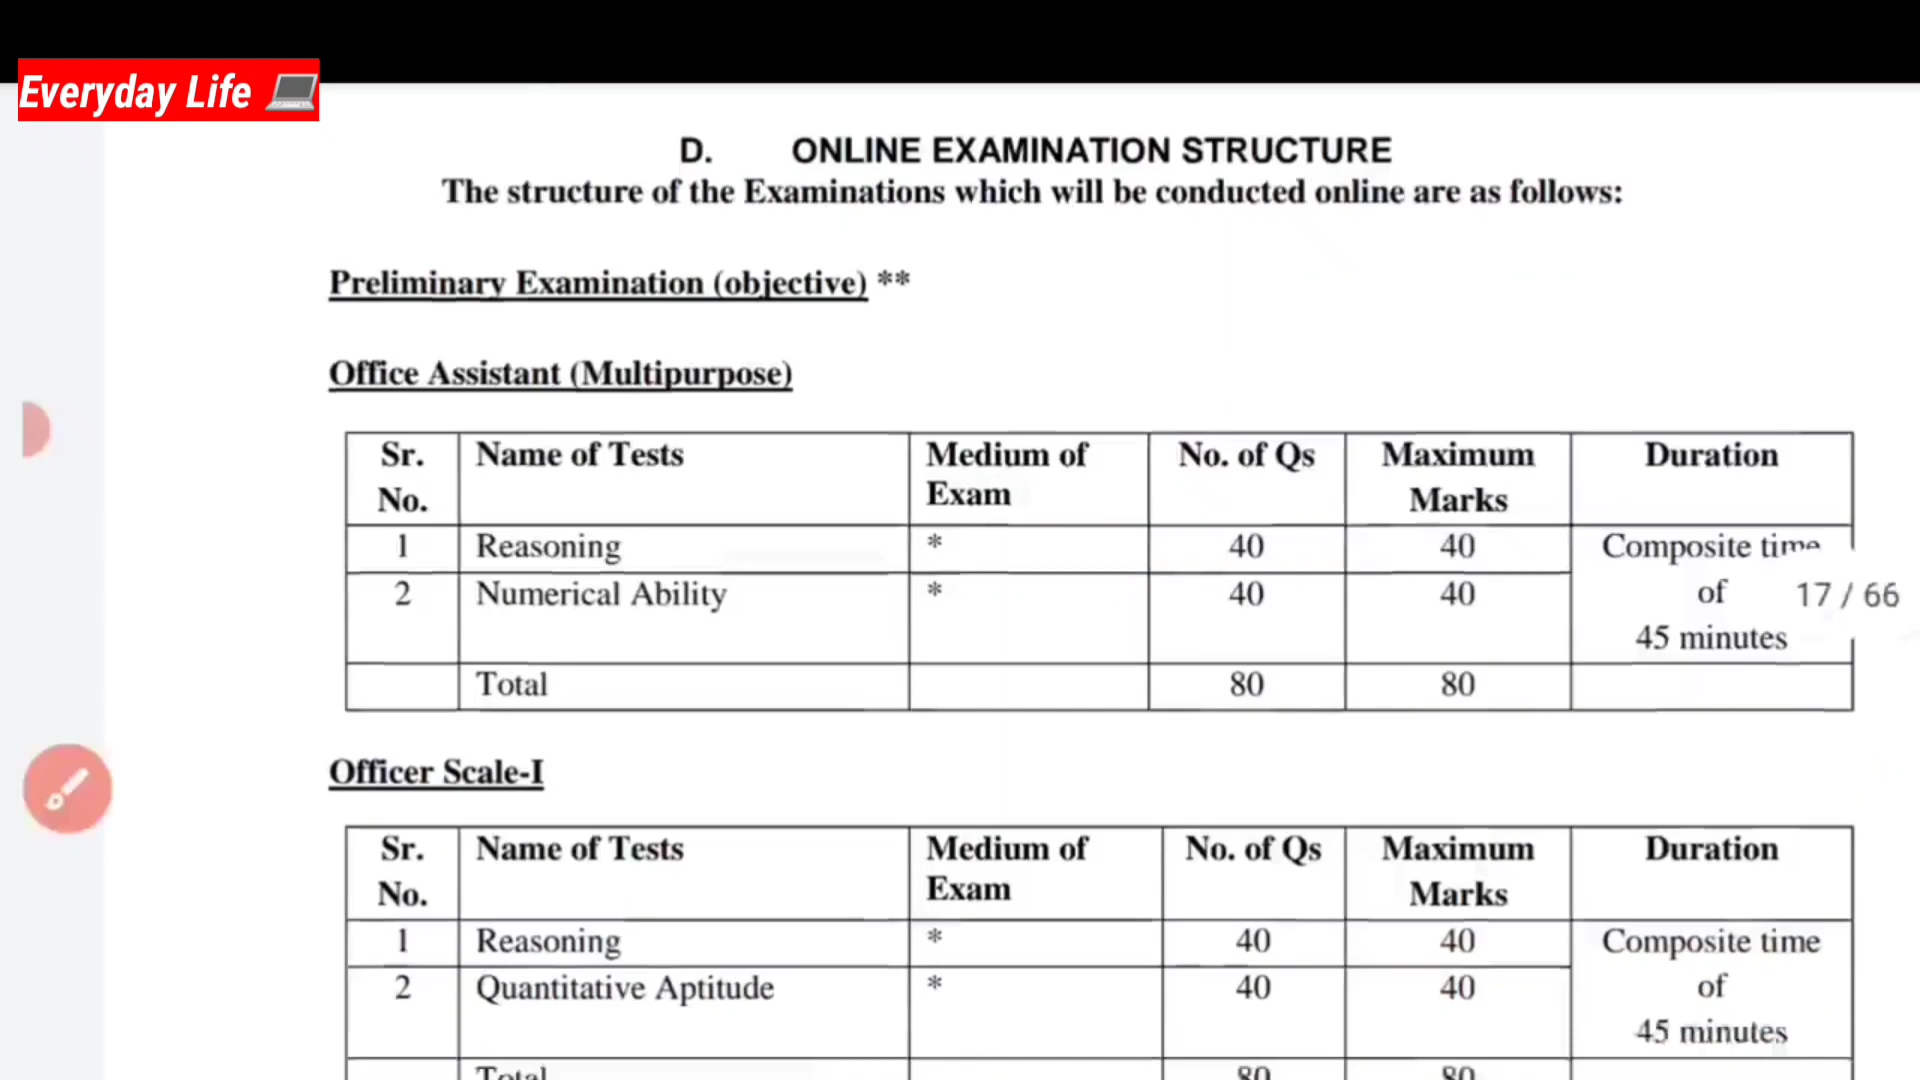 Everyday Life
D. ONLINE EXAMINATION STRUCTURE
The structure of the Examinations which will be conducted online are as follows:
Preliminary Examination (objective) **
Office Assistant (Multipurpose)
Sr. No. Name of Tests Medium of Exam No. of Qs Maximum Marks Duration
1 Reasoning * 40 40 Composite time
2 Numerical Ability * 40 40 of
17 / 66
45 minutes
Total 80 80
Officer Scale-I
Sr. No. Name of Tests Medium of Exam No. of Qs Maximum Marks Duration
1 Reasoning * 40 40 Composite time
2 Quantitative Aptitude * 40 40 of
45 minutes
Total 80 80